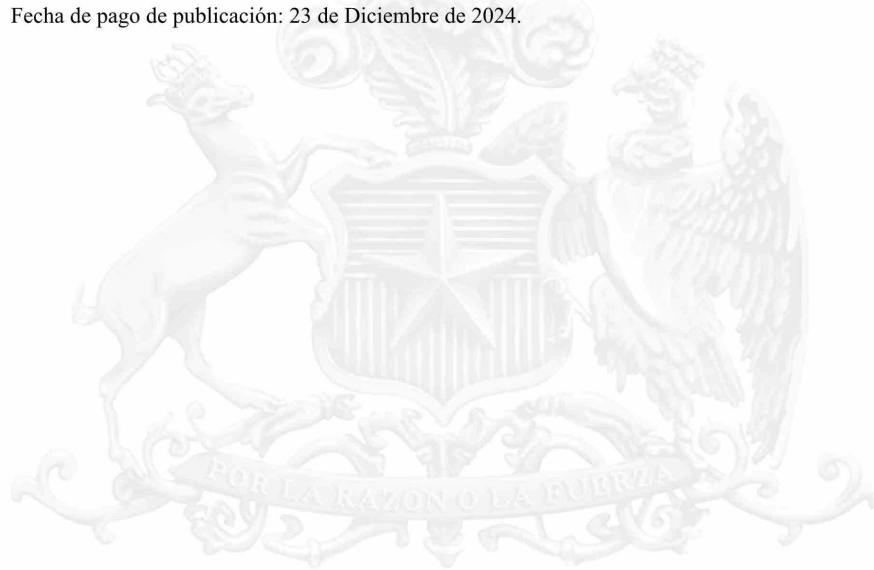 Fecha de pago de publicación: 23 de Diciembre de 2024.
POR LA RAZON O LA FUERZA